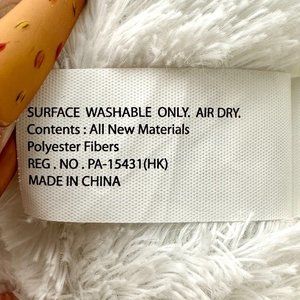 SURFACE WASHABLE ONLY. AIR DRY.
Contents : All New Materials
Polyester Fibers
REG . NO . PA-15431(HK)
MADE IN CHINA